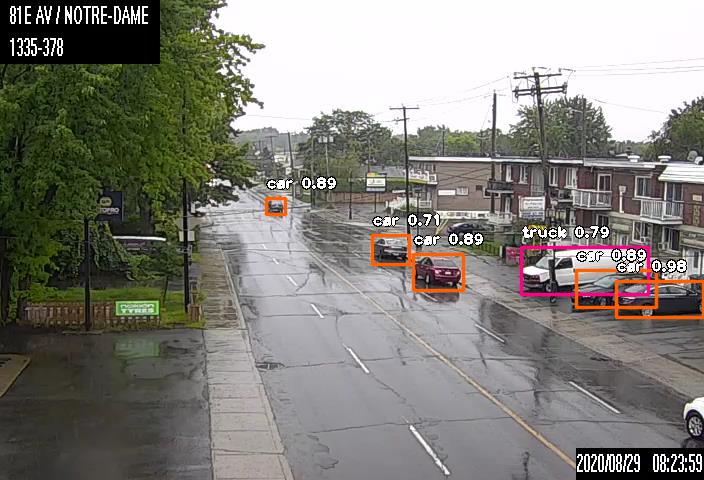 81E AV / NOTRE-DAME
1335-378
car 0.89
car 0.71
car 0.89
truck 0.79
car 0.89
car 0.98
TYRES
2020/08/29 08:23:59